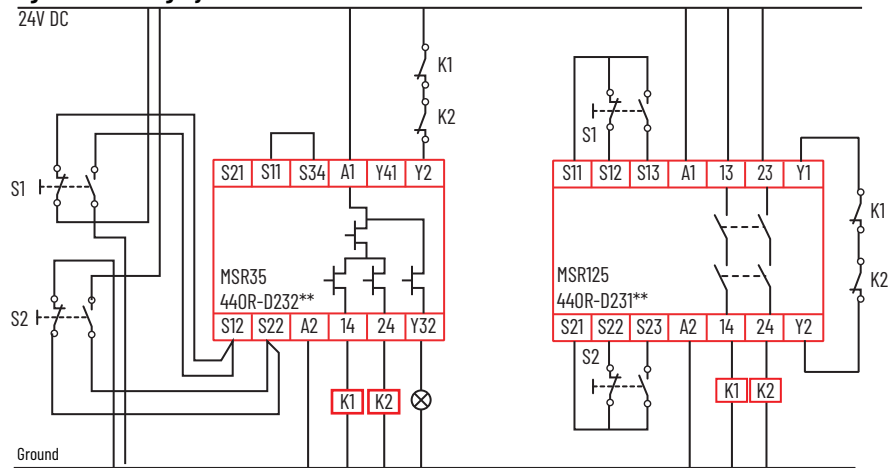 24V DC
K1
K2
S1
S21 S11 S34 A1 Y41 Y2
S11 S12 S13 A1 13 23 Y1
S1
K1
K2
MSR35
440R-D232**
MSR125
440R-D231**
S2
S12 S22 A2 14 24 Y32
S21 S22 S23 A2 14 24 Y2
S2
K1 K2
K1 K2
Ground